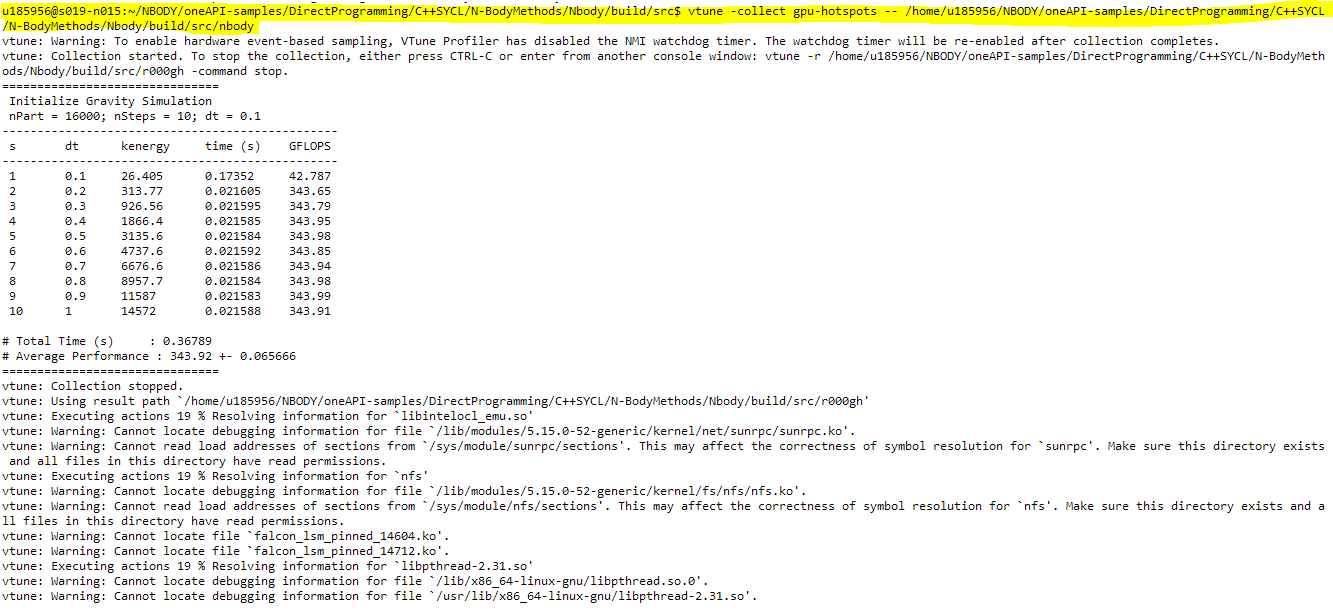 u185956@s019-n015:~/NBODY/oneAPI-samples/DirectProgramming/C++SYCL/N-BodyMethods/Nbody/build/src$ vtune -collect gpu-hotspots -- /home/u185956/NBODY/oneAPI-samples/DirectProgramming/C++SYCL
/N-BodyMethods/Nbody/build/src/nbody
vtune: Warning: To enable hardware event-based sampling, VTune Profiler has disabled the NMI watchdog timer. The watchdog timer will be re-enabled after collection completes.
vtune: Collection started. To stop the collection, either press CTRL-C or enter from another console window: vtune -r /home/u185956/NBODY/oneAPI-samples/DirectProgramming/C++SYCL/N-BodyMeth
ods/Nbody/build/src/r000gh -command stop.
===============================
Initialize Gravity Simulation
nPart = 16000; nSteps = 10; dt = 0.1
------------------------------------------------
s dt kenergy time (s) GFLOPS
------------------------------------------------
1 0.1 26.405 0.17352 42.787
2 0.2 313.77 0.021605 343.65
3 0.3 926.56 0.021595 343.79
4 0.4 1866.4 0.021585 343.95
5 0.5 3135.6 0.021584 343.98
6 0.6 4737.6 0.021592 343.85
7 0.7 6676.6 0.021586 343.94
8 0.8 8957.7 0.021584 343.98
9 0.9 11587 0.021583 343.99
10 1 14572 0.021588 343.91

# Total Time (s) : 0.36789
# Average Performance : 343.92 +- 0.065666
===============================
vtune: Collection stopped.
vtune: Using result path `/home/u185956/NBODY/oneAPI-samples/DirectProgramming/C++SYCL/N-BodyMethods/Nbody/build/src/r000gh'
vtune: Executing actions 19 % Resolving information for `libintelocl_emu.so'
vtune: Warning: Cannot locate debugging information for file `/lib/modules/5.15.0-52-generic/kernel/net/sunrpc/sunrpc.ko'.
vtune: Warning: Cannot read load addresses of sections from `/sys/module/sunrpc/sections'. This may affect the correctness of symbol resolution for `sunrpc'. Make sure this directory exists
and all files in this directory have read permissions.
vtune: Executing actions 19 % Resolving information for `nfs'
vtune: Warning: Cannot locate debugging information for file `/lib/modules/5.15.0-52-generic/kernel/fs/nfs/nfs.ko'.
vtune: Warning: Cannot read load addresses of sections from `/sys/module/nfs/sections'. This may affect the correctness of symbol resolution for `nfs'. Make sure this directory exists and a
ll files in this directory have read permissions.
vtune: Warning: Cannot locate file `falcon_lsm_pinned_14604.ko'.
vtune: Warning: Cannot locate file `falcon_lsm_pinned_14712.ko'.
vtune: Executing actions 19 % Resolving information for `libpthread-2.31.so'
vtune: Warning: Cannot locate debugging information for file `/lib/x86_64-linux-gnu/libpthread.so.0'.
vtune: Warning: Cannot locate debugging information for file `/usr/lib/x86_64-linux-gnu/libpthread-2.31.so'.